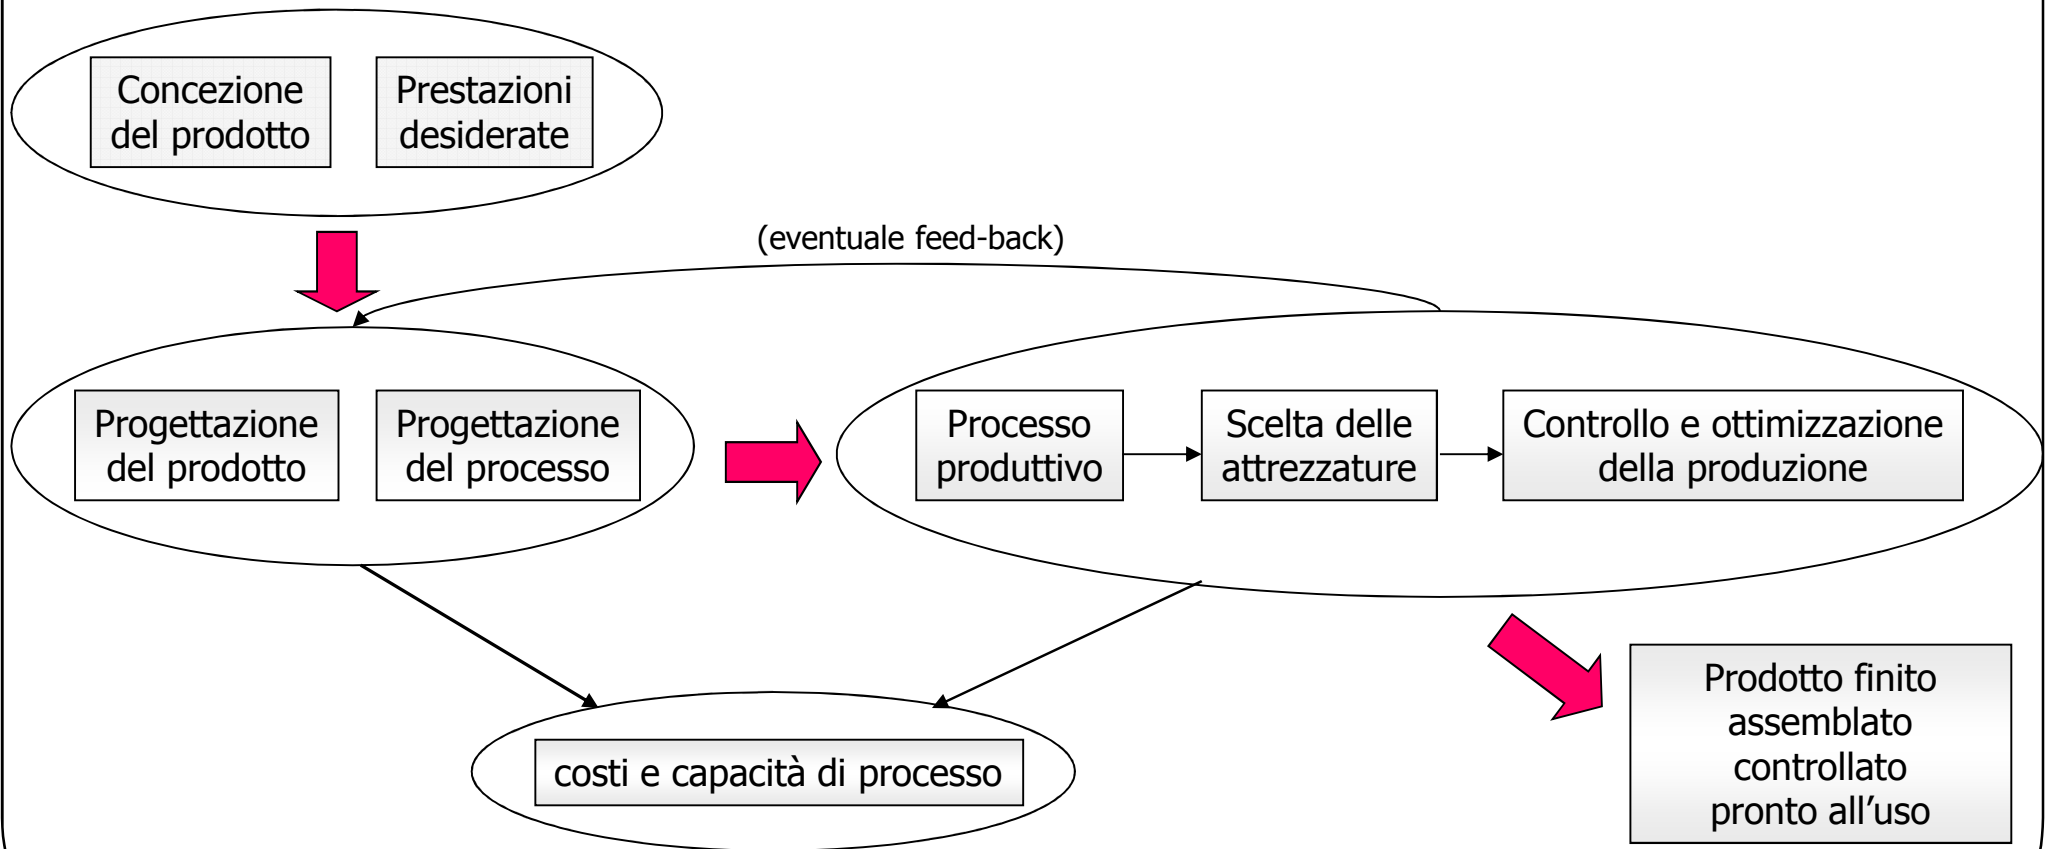 Concezione
del prodotto
Prestazioni
desiderate
(eventuale feed-back)
Progettazione
del prodotto
Progettazione
del processo
Processo
produttivo
Scelta delle
attrezzature
Controllo e ottimizzazione
della produzione
costi e capacità di processo
Prodotto finito
assemblato
controllato
pronto all’uso